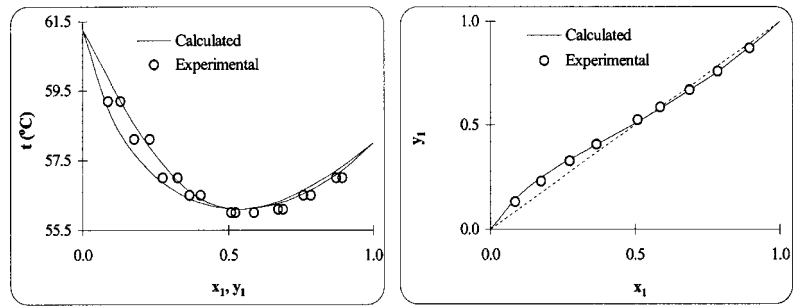 61.5
59.5
57.5
55.5
t (°C)
Calculated
Experimental
0.0
0.5
1.0
x₁, y₁
1.0
0.5
0.0
y₁
Calculated
Experimental
0.0
0.5
1.0
x₁